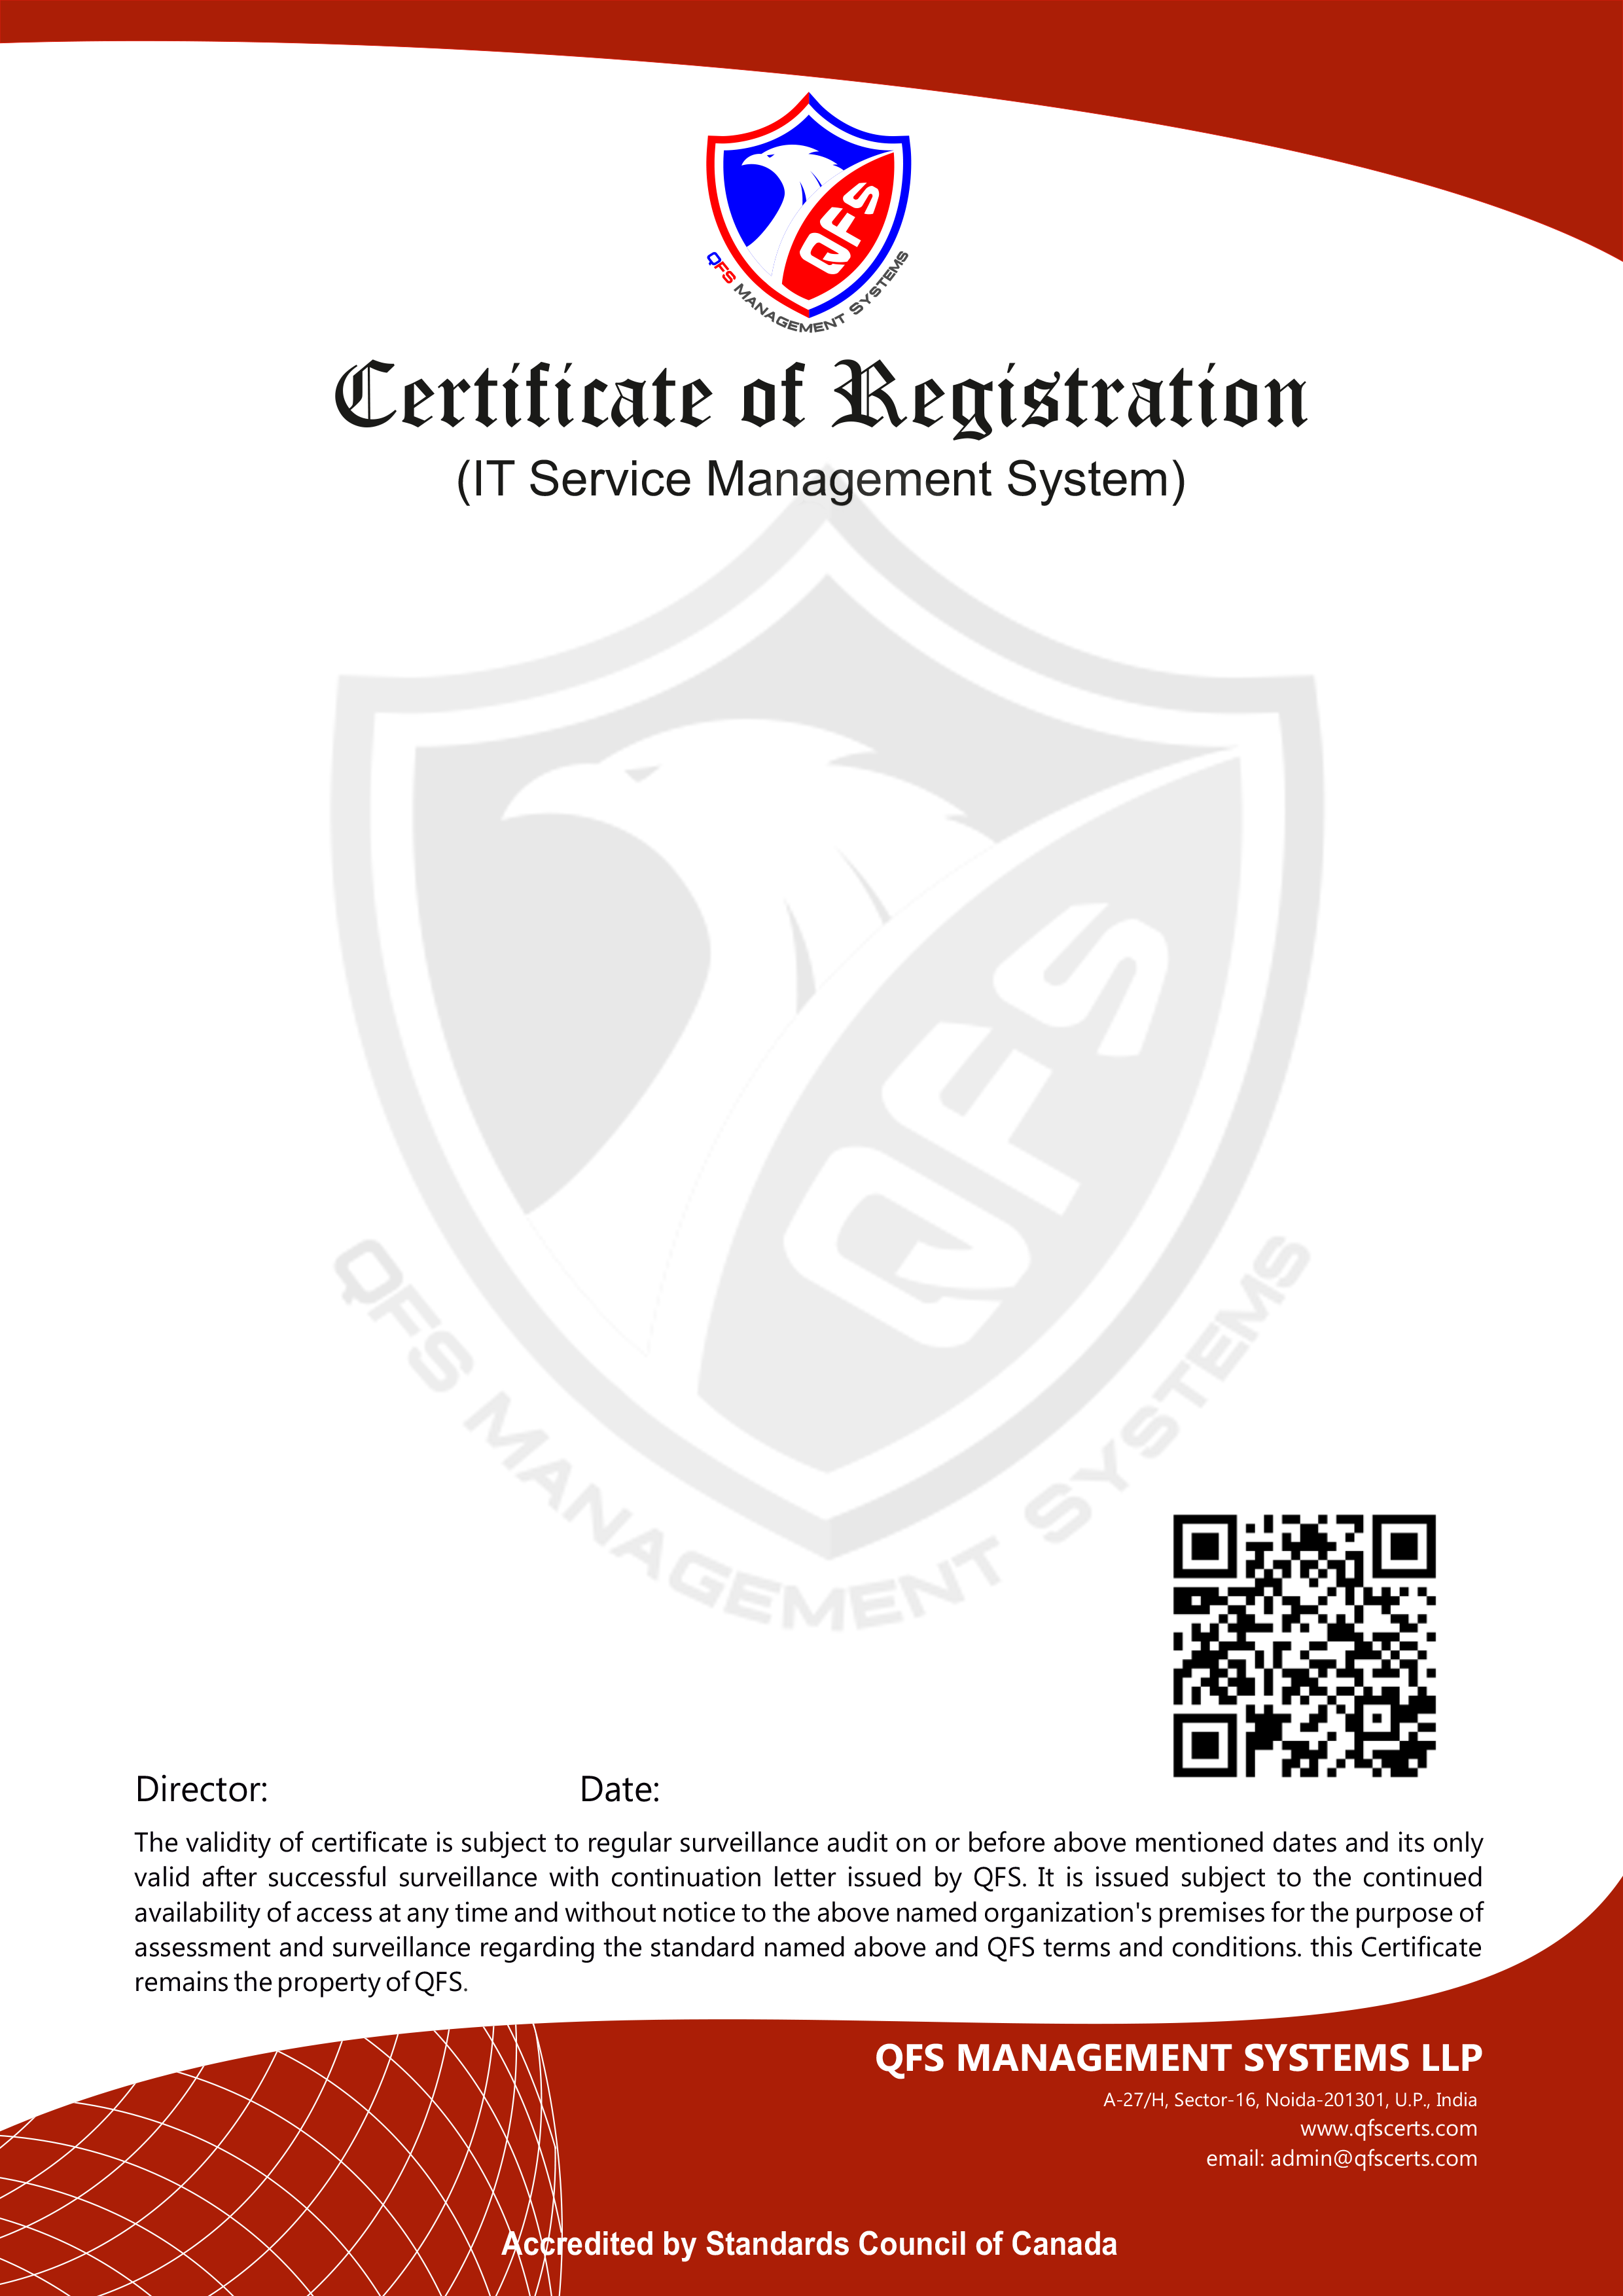 QFS
QFS MANAGEMENT SYSTEMS
Certificate of Registration
(IT Service Management System)
QFS
QFS MANAGEMENT SYSTEMS
Director:
Date:
The validity of certificate is subject to regular surveillance audit on or before above mentioned dates and its only
valid after successful surveillance with continuation letter issued by QFS. It is issued subject to the continued
availability of access at any time and without notice to the above named organization's premises for the purpose of
assessment and surveillance regarding the standard named above and QFS terms and conditions. this Certificate
remains the property of QFS.
QFS MANAGEMENT SYSTEMS LLP
A-27/H, Sector-16, Noida-201301, U.P., India
www.qfscerts.com
email: admin@qfscerts.com
Accredited by Standards Council of Canada